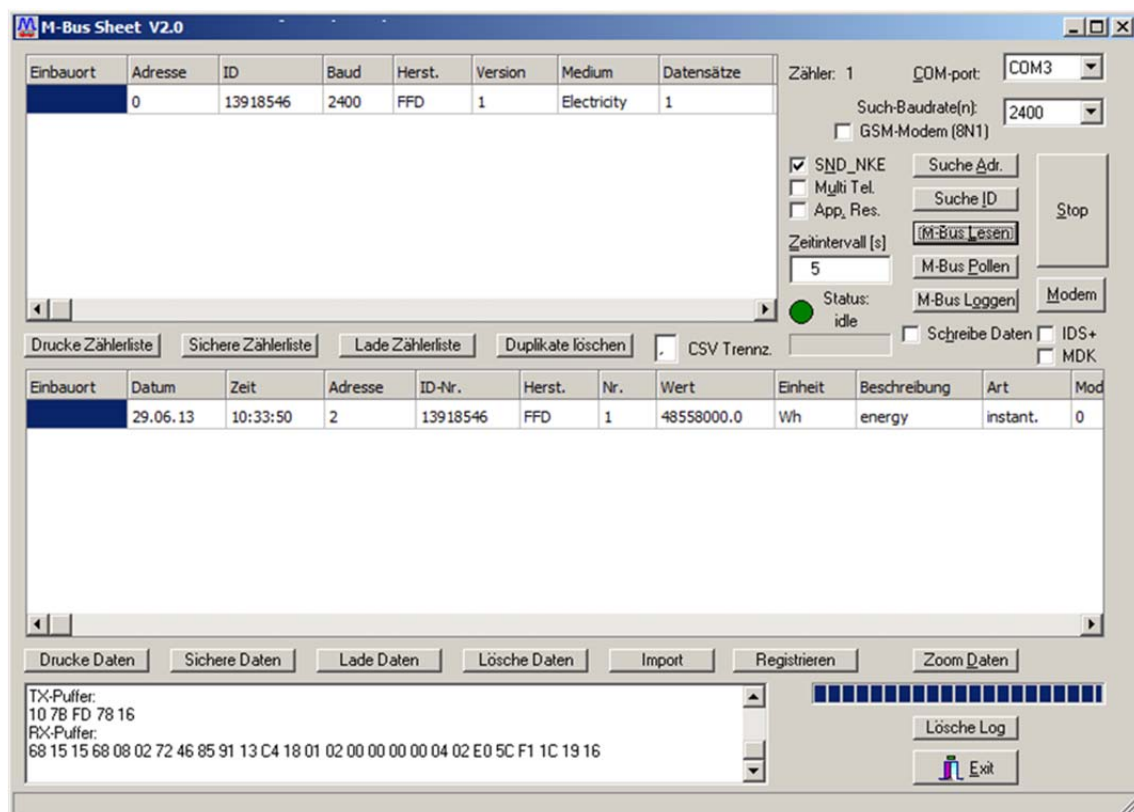 M-Bus Sheet V2.0
Einbauort Adresse ID Baud Herst. Version Medium Datensätze
0 13918546 2400 FFD 1 Electricity 1
Zähler: 1 COM-port: COM3
Such-Baudrate(n): 2400
GSM-Modem (8N1)
SND_NKE Suche Adr.
Multi Tel.
Suche ID
App. Res.
Stop
Zeitintervall [s] M-Bus Lesen
5 M-Bus Pollen
Status: M-Bus Loggen Modem
idle
Schreibe Daten IDS+
MDK
Drucke Zählerliste Sichere Zählerliste Lade Zählerliste Duplikate löschen , CSV Trennz.
Einbauort Datum Zeit Adresse ID-Nr. Herst. Nr. Wert Einheit Beschreibung Art Mod
29.06.13 10:33:50 2 13918546 FFD 1 48558000.0 Wh energy instant. 0
Drucke Daten Sichere Daten Lade Daten Lösche Daten Import Registrieren Zoom Daten
TX-Puffer:
10 7B FD 78 16
RX-Puffer:
68 15 15 68 08 02 72 46 85 91 13 C4 18 01 02 00 00 00 00 04 02 E0 5C F1 1C 19 16
Lösche Log
Exit